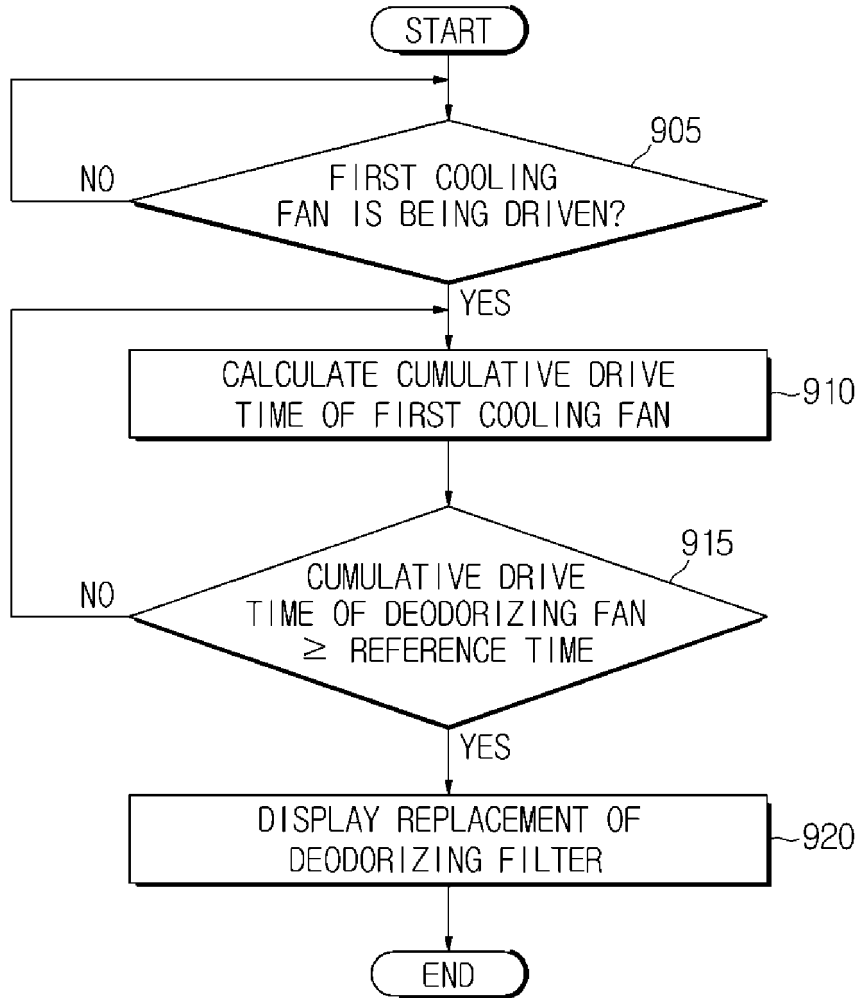 START
905
FIRST COOLING
FAN IS BEING DRIVEN?
NO
YES
CALCULATE CUMULATIVE DRIVE
TIME OF FIRST COOLING FAN
910
915
CUMULATIVE DRIVE
TIME OF DEODORIZING FAN
≥ REFERENCE TIME
NO
YES
DISPLAY REPLACEMENT OF
DEODORIZING FILTER
920
END